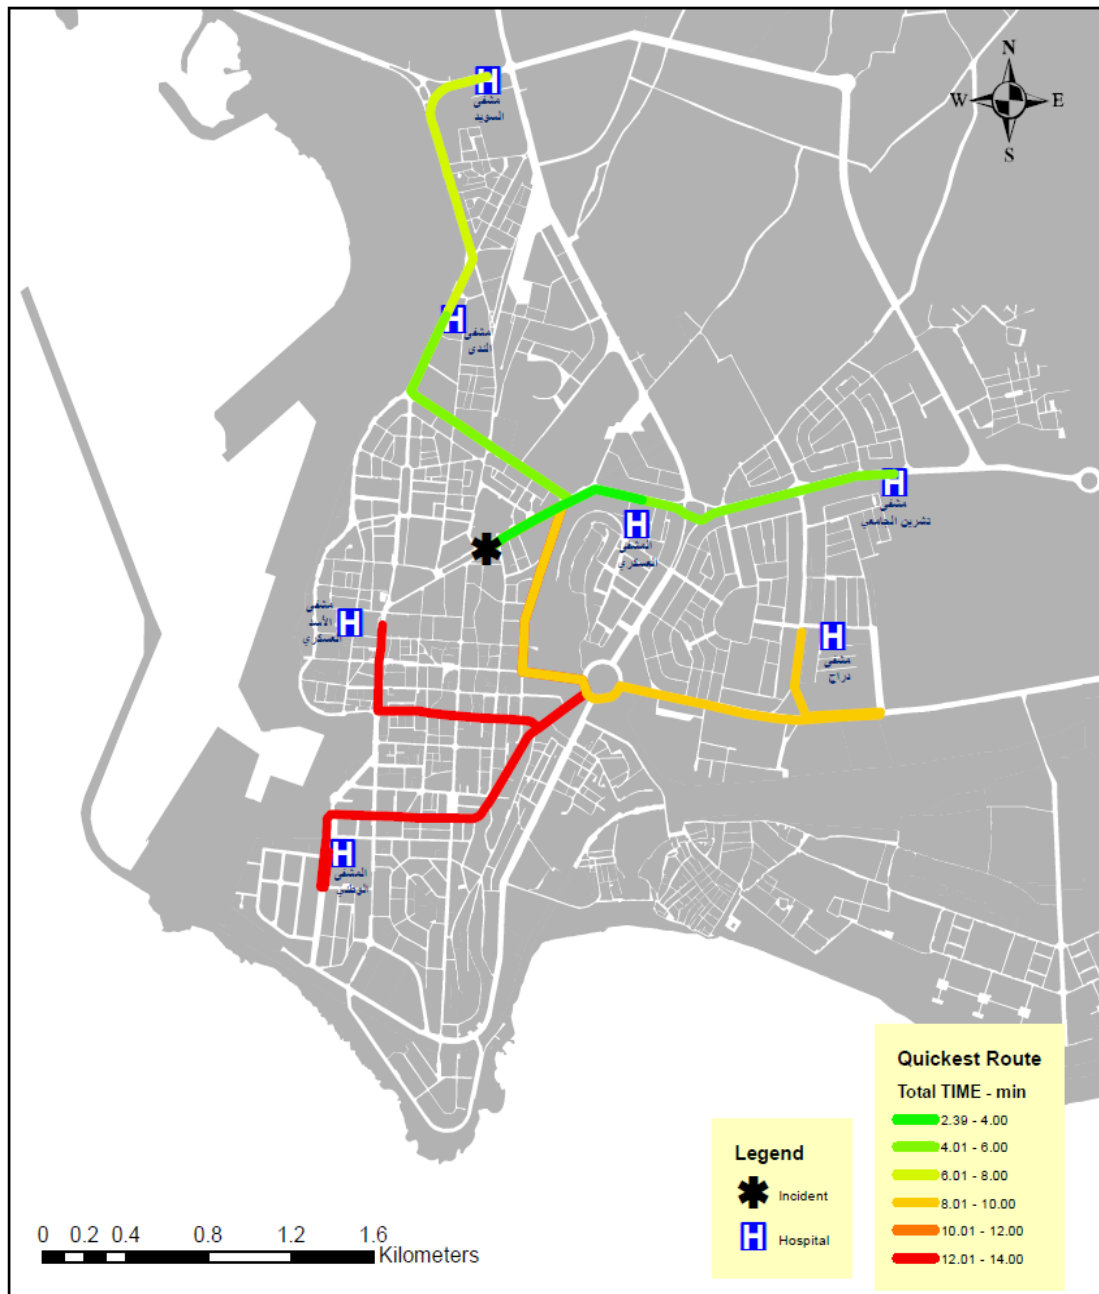 N
W
E
S
H
مشفى
السويد
H
مشفى
الندى
H
مشفى
تشرين الجامعي
H
المشفى
العسكري
H
مشفى
الأسد
العسكري
H
مشفى
دراج
H
المشفى
الوطني
Quickest Route
Total TIME - min
2.39 - 4.00
4.01 - 6.00
6.01 - 8.00
8.01 - 10.00
10.01 - 12.00
12.01 - 14.00
Legend
Incident
H Hospital
0 0.2 0.4 0.8 1.2 1.6
Kilometers